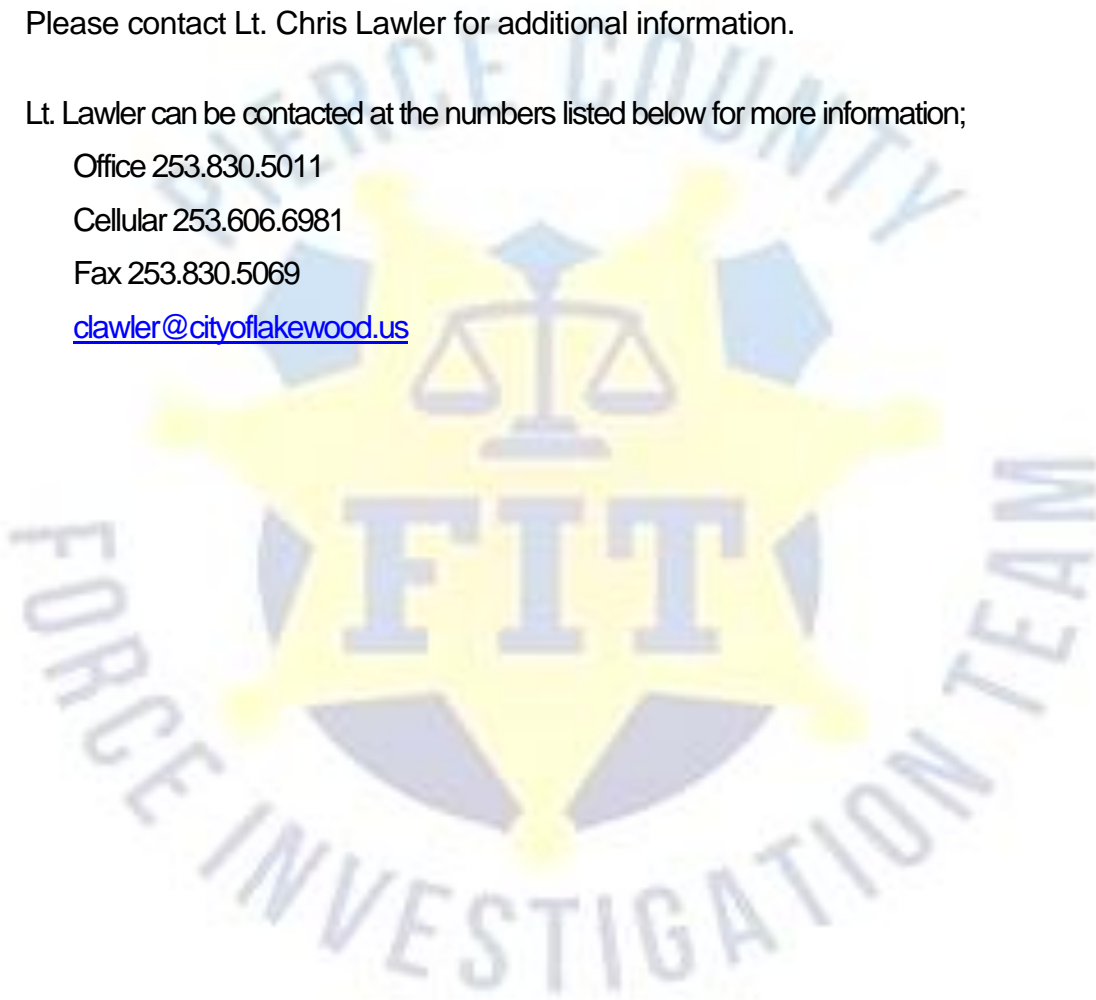 Please contact Lt. Chris Lawler for additional information.
Lt. Lawler can be contacted at the numbers listed below for more information;
Office 253.830.5011
Cellular 253.606.6981
Fax 253.830.5069
clawler@cityoflakewood.us
PIERCE COUNTY
FIT
FORCE INVESTIGATION TEAM